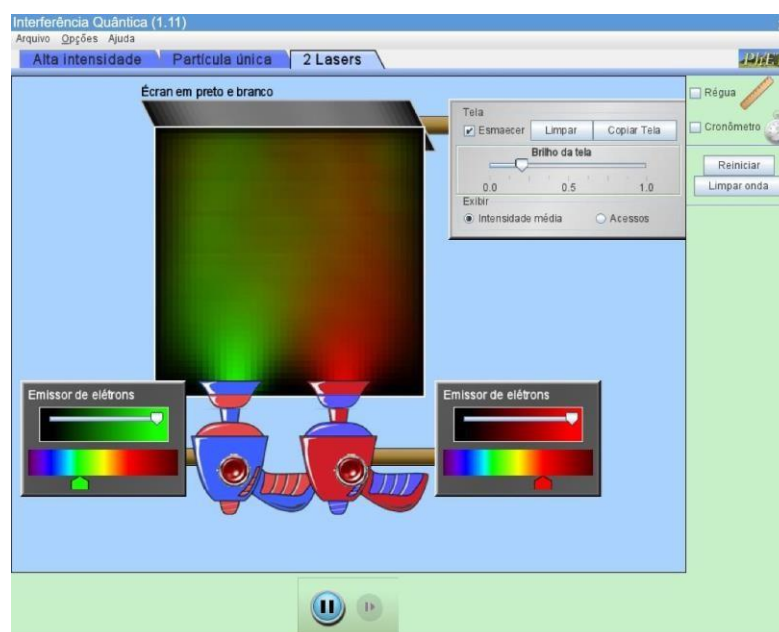 Interferência Quântica (1.11)
Arquivo Opções Ajuda
Alta intensidade Partícula única 2 Lasers
PhET
Écran em preto e branco
Tela
Esmaecer Limpar Copiar Tela
Brilho da tela
0.0 0.5 1.0
Exibir
Intensidade média Acessos
Régua
Cronômetro
Reiniciar
Limpar onda
Emissor de elétrons
Emissor de elétrons